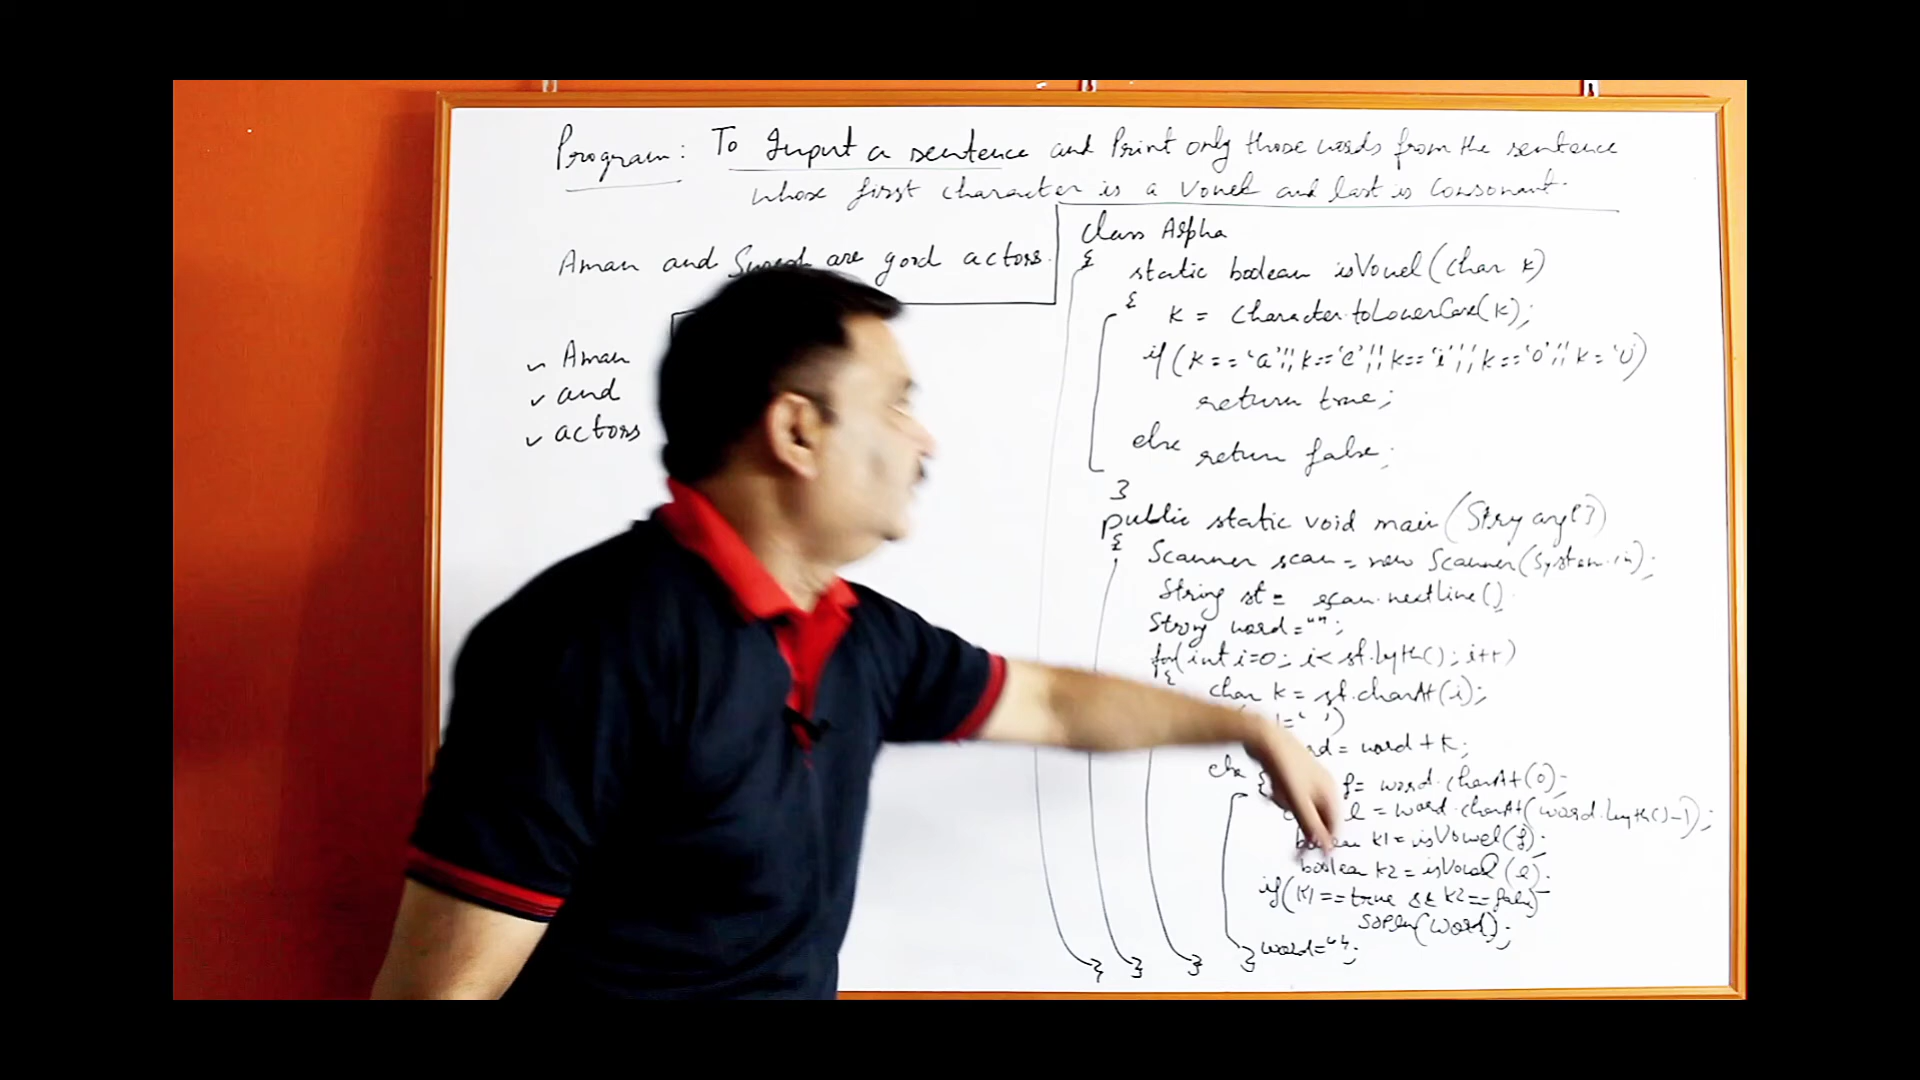 Program: To Input a sentence and Print only those words from the sentence
whose first character is a vowel and last is consonant.
Aman and are good actors.
Aman
and
actors
class Alpha
{
static boolean isVowel(char k)
{
k = Character.toLowerCase(k);
if(k=='a'||k=='e'||k=='i'||k=='o'||k='u')
return true;
else return false;
}
public static void main(String arg[])
{
Scanner scan = new Scanner(System.in);
String st = scan.nextLine();
String word="";
for(int i=0; i<st.length(); i++)
{
char k = st.charAt(i);
=' ')
= word + k;
else {
f= word.charAt(0);
l = word.charAt(word.length()-1);
boolean k1 = isVowel(f);
boolean k2 = isVowel(l);
if(k1==true && k2==false)
sopln(word);
} } } } word="";